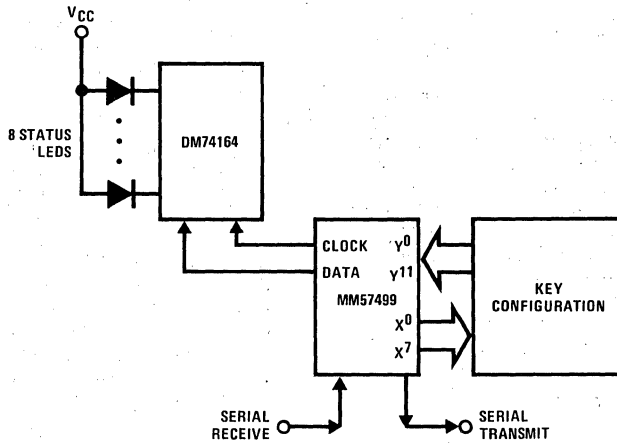 VCC
8 STATUS
LEDS
DM74164
CLOCK
DATA
MM57499
Y0
Y11
X0
X7
KEY
CONFIGURATION
SERIAL
RECEIVE
SERIAL
TRANSMIT